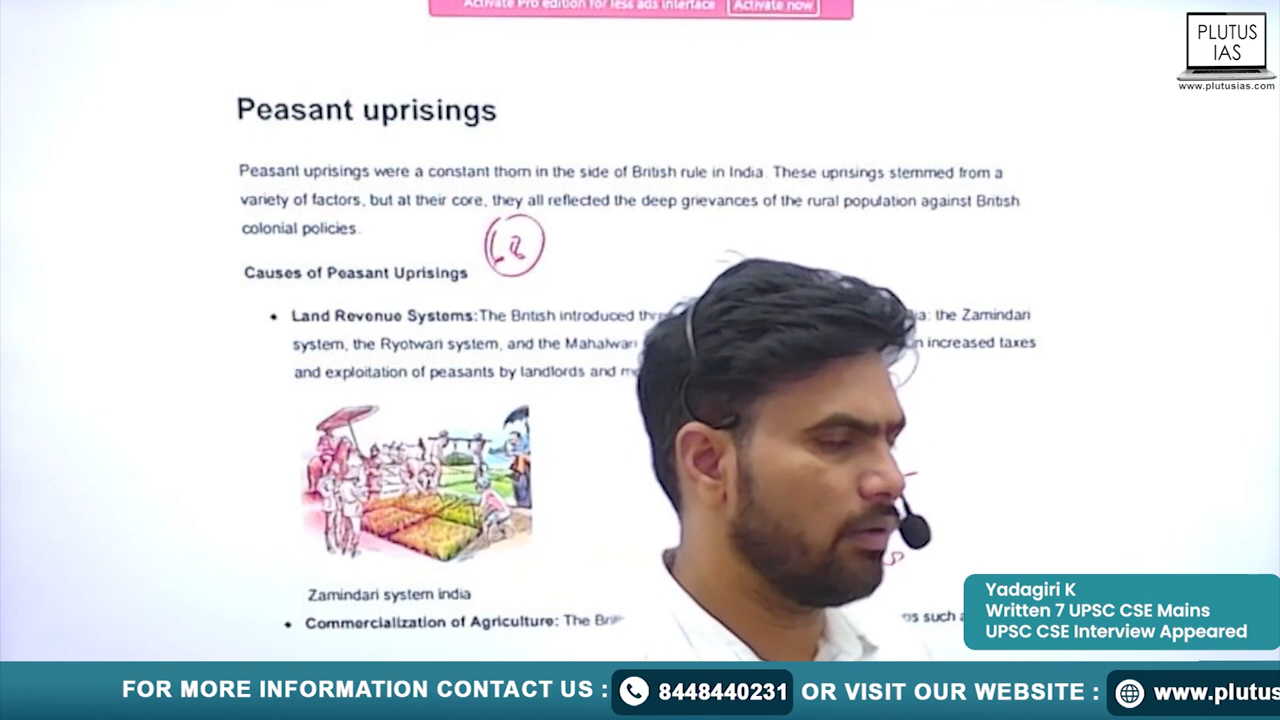 Activate Pro edition for less ads interface Activate now
PLUTUS
IAS
www.plutusias.com
Peasant uprisings
Peasant uprisings were a constant thorn in the side of British rule in India. These uprisings stemmed from a
variety of factors, but at their core, they all reflected the deep grievances of the rural population against British
colonial policies.
Causes of Peasant Uprisings
• Land Revenue Systems: The British introduced the Zamindari
system, the Ryotwari system, and the Mahalwari increased taxes
and exploitation of peasants by landlords and
Zamindari system india
• Commercialization of Agriculture: The such
Yadagiri K
Written 7 UPSC CSE Mains
UPSC CSE Interview Appeared
FOR MORE INFORMATION CONTACT US : 8448440231 OR VISIT OUR WEBSITE : www.plutus